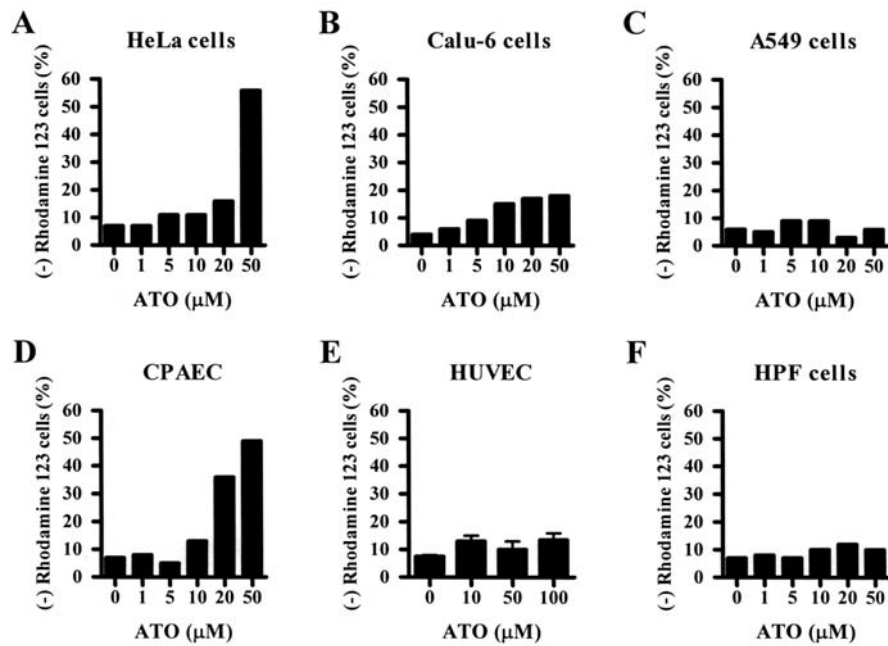 A
HeLa cells
(-) Rhodamine 123 cells (%)
60
50
40
30
20
10
0
0 1 5 10 20 50
ATO (μM)
B
Calu-6 cells
(-) Rhodamine 123 cells (%)
60
50
40
30
20
10
0
0 1 5 10 20 50
ATO (μM)
C
A549 cells
(-) Rhodamine 123 cells (%)
60
50
40
30
20
10
0
0 1 5 10 20 50
ATO (μM)
D
CPAEC
(-) Rhodamine 123 cells (%)
60
50
40
30
20
10
0
0 1 5 10 20 50
ATO (μM)
E
HUVEC
(-) Rhodamine 123 cells (%)
60
50
40
30
20
10
0
0 10 50 100
ATO (μM)
F
HPF cells
(-) Rhodamine 123 cells (%)
60
50
40
30
20
10
0
0 1 5 10 20 50
ATO (μM)